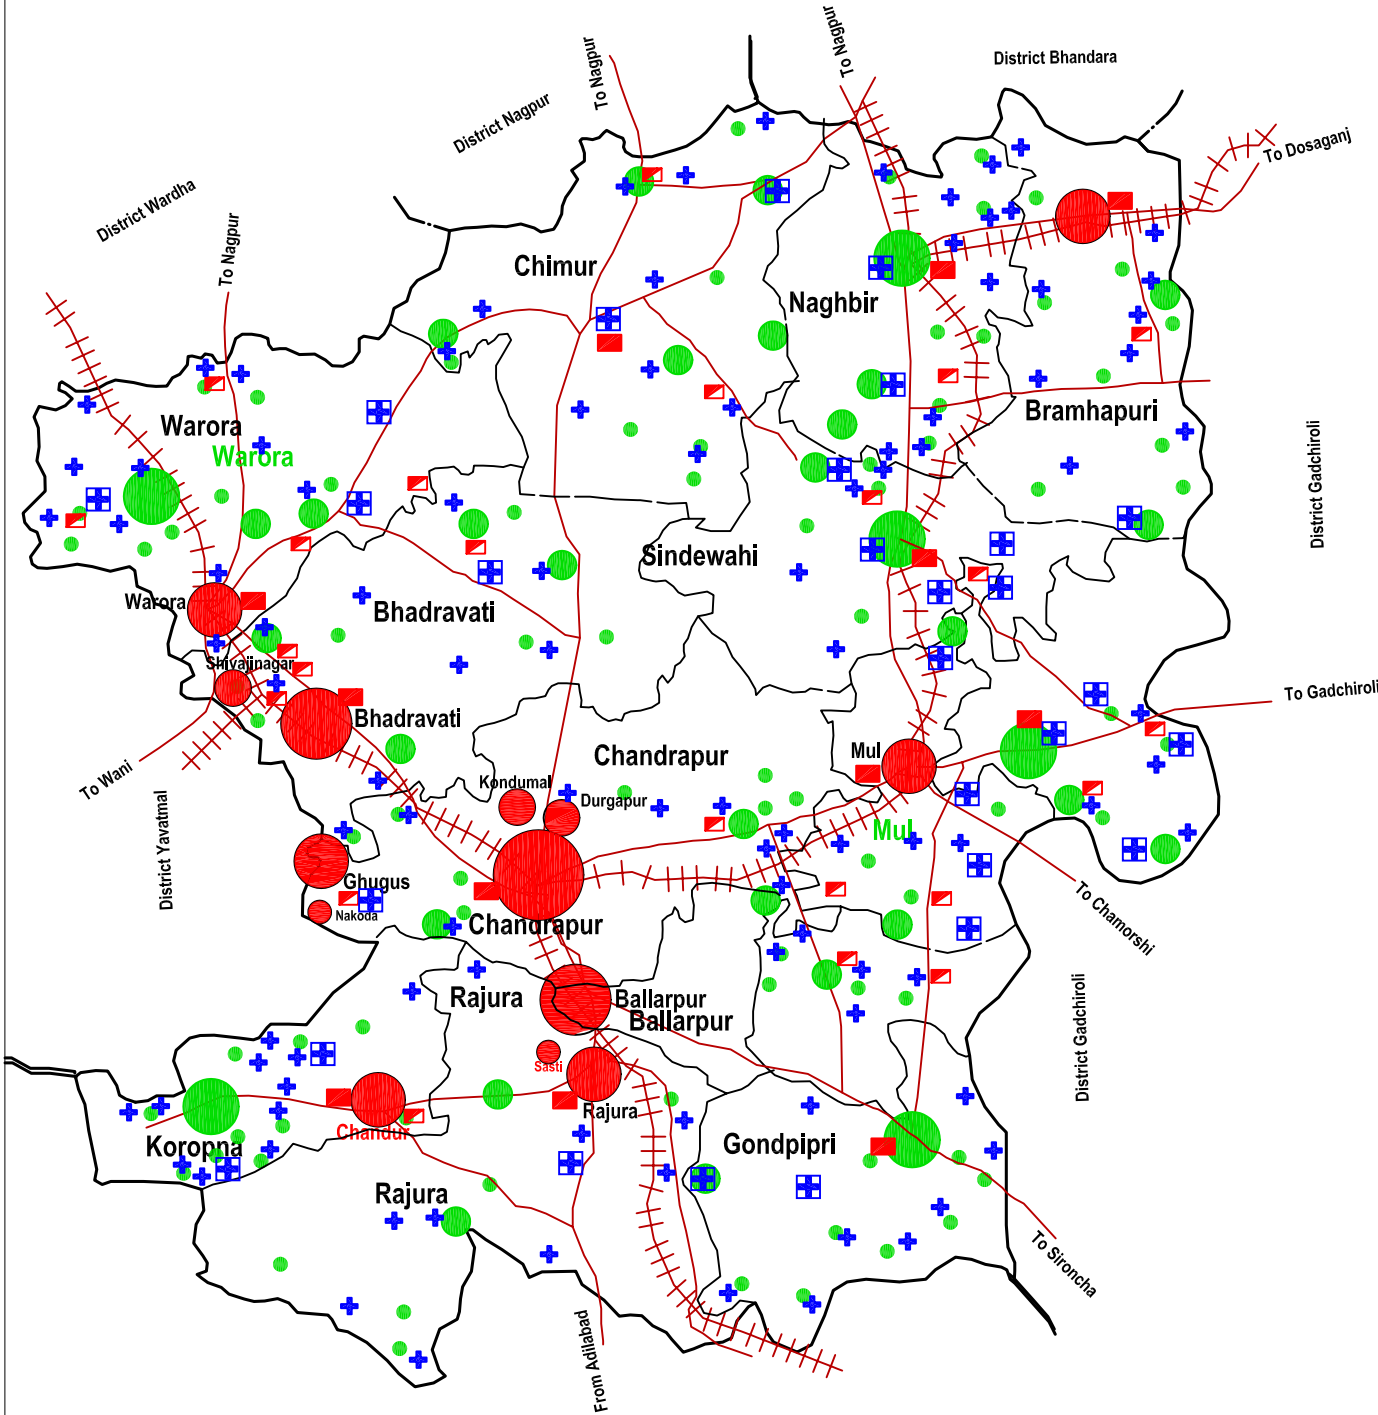 To Nagpur
To Nagpur
District Bhandara
District Nagpur
To Dosaganj
District Wardha
To Nagpur
Chimur
Naghbir
Warora
Warora
Bramhapuri
District Gadchiroli
Sindewahi
Bhadravati
Warora
Shivajinagar
To Gadchiroli
Bhadravati
Chandrapur
Mul
To Wani
Kondumal
Durgapur
Mul
District Yavatmal
Ghugus
Nakoda
To Chamorshi
Chandrapur
Rajura
Ballarpur
Ballarpur
District Gadchiroli
Sasti
Rajura
Chandur
Koropna
Gondpipri
Rajura
To Sironcha
From Adilabad